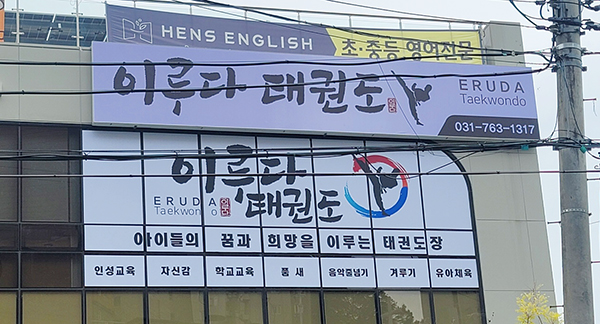 HENS ENGLISH 초·중등 영역전문
이루다 태권도 ERUDA
Taekwondo
031-763-1317
이루다
태권도
ERUDA
Taekwondo
아이들의 꿈과 희망을 이루는 태권도장
인성교육 자신감 학교교육 품새 음악줄넘기 겨루기 유아체육